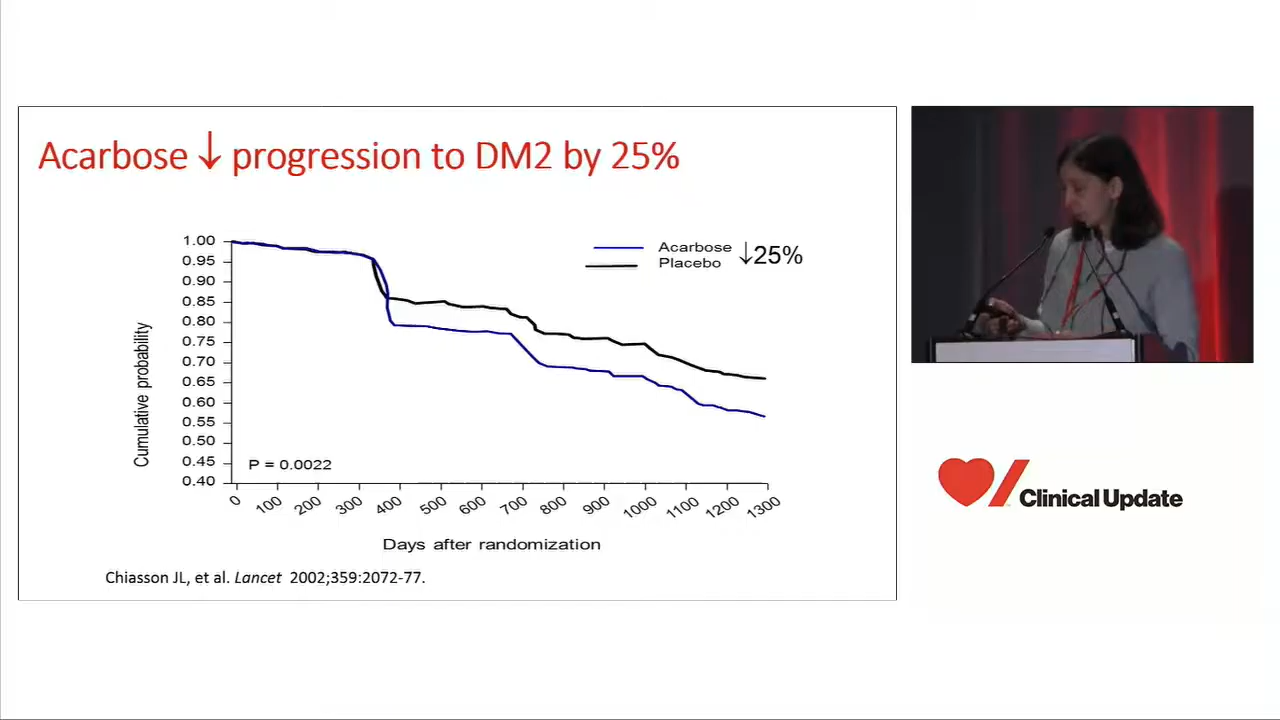 Acarbose ↓ progression to DM2 by 25%
Acarbose
Placebo
↓25%
Cumulative probability
1.00
0.95
0.90
0.85
0.80
0.75
0.70
0.65
0.60
0.55
0.50
0.45
0.40
P = 0.0022
0 100 200 300 400 500 600 700 800 900 1000 1100 1200 1300
Days after randomization
Chiasson JL, et al. Lancet 2002;359:2072-77.
Clinical Update